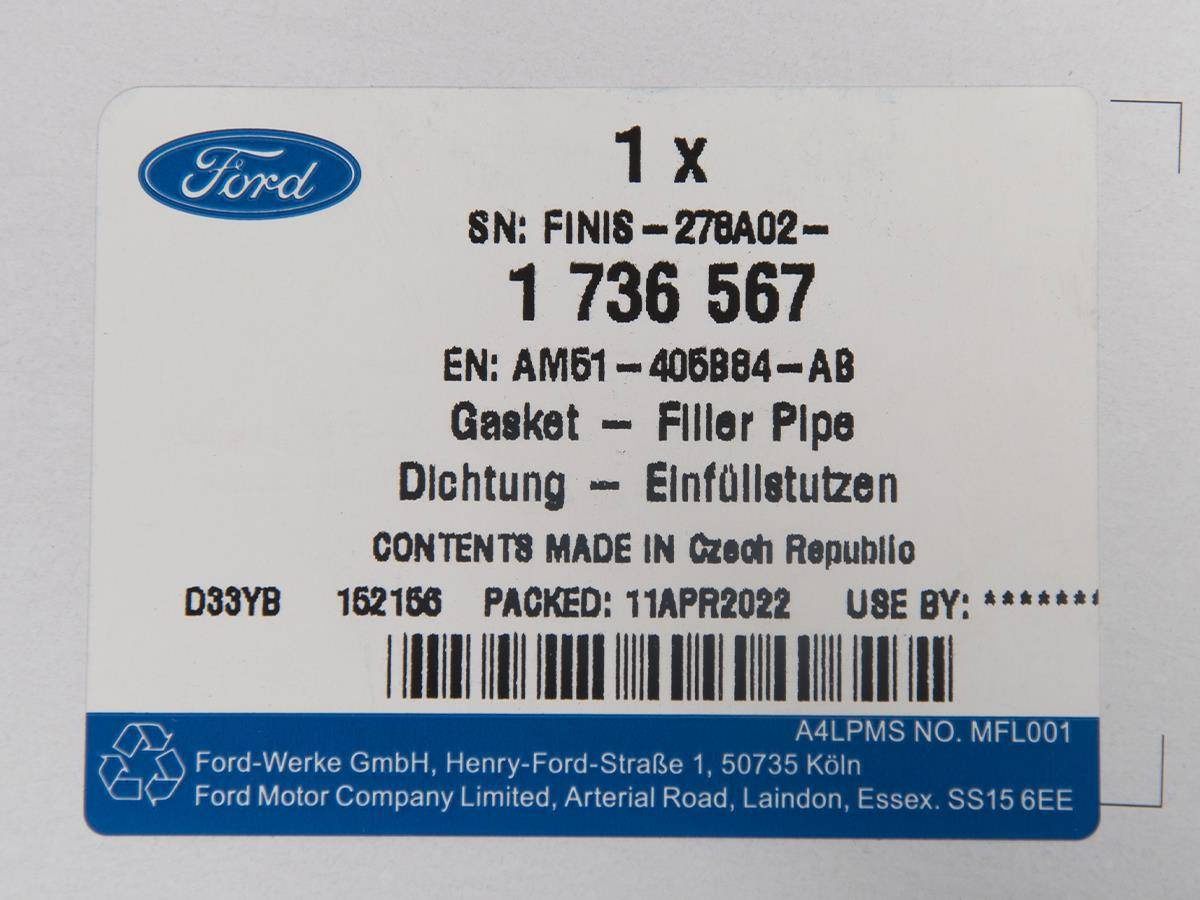 Ford
1 x
SN: FINIS - 278A02 -
1 736 567
EN: AM51 - 405B84 - AB
Gasket - Filler Pipe
Dichtung - Einfüllstutzen
CONTENTS MADE IN Czech Republic
D33YB 152156 PACKED: 11APR2022 USE BY: *******
A4LPMS NO. MFL001
Ford-Werke GmbH, Henry-Ford-Straße 1, 50735 Köln
Ford Motor Company Limited, Arterial Road, Laindon, Essex. SS15 6EE